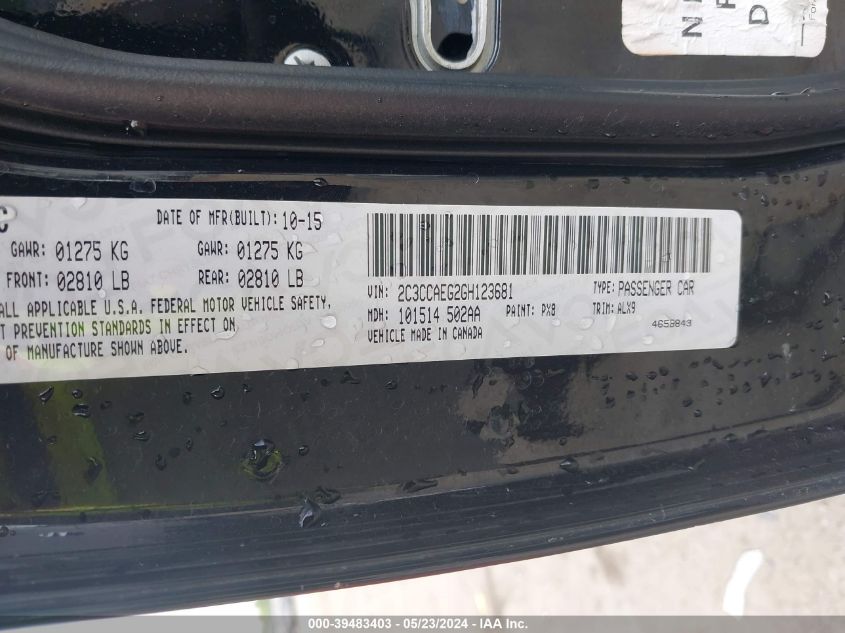 DATE OF MFR(BUILT): 10-15
GAWR: 01275 KG GAWR: 01275 KG
FRONT: 02810 LB REAR: 02810 LB
ALL APPLICABLE U.S.A. FEDERAL MOTOR VEHICLE SAFETY,
PREVENTION STANDARDS IN EFFECT ON
OF MANUFACTURE SHOWN ABOVE.
VIN: 2C3CCAEG2GH123681 TYPE: PASSENGER CAR
MDH: 101514 502AA PAINT: PX8 TRIM: ALX9
VEHICLE MADE IN CANADA 4653843
000-39483403 - 05/23/2024 - IAA Inc.